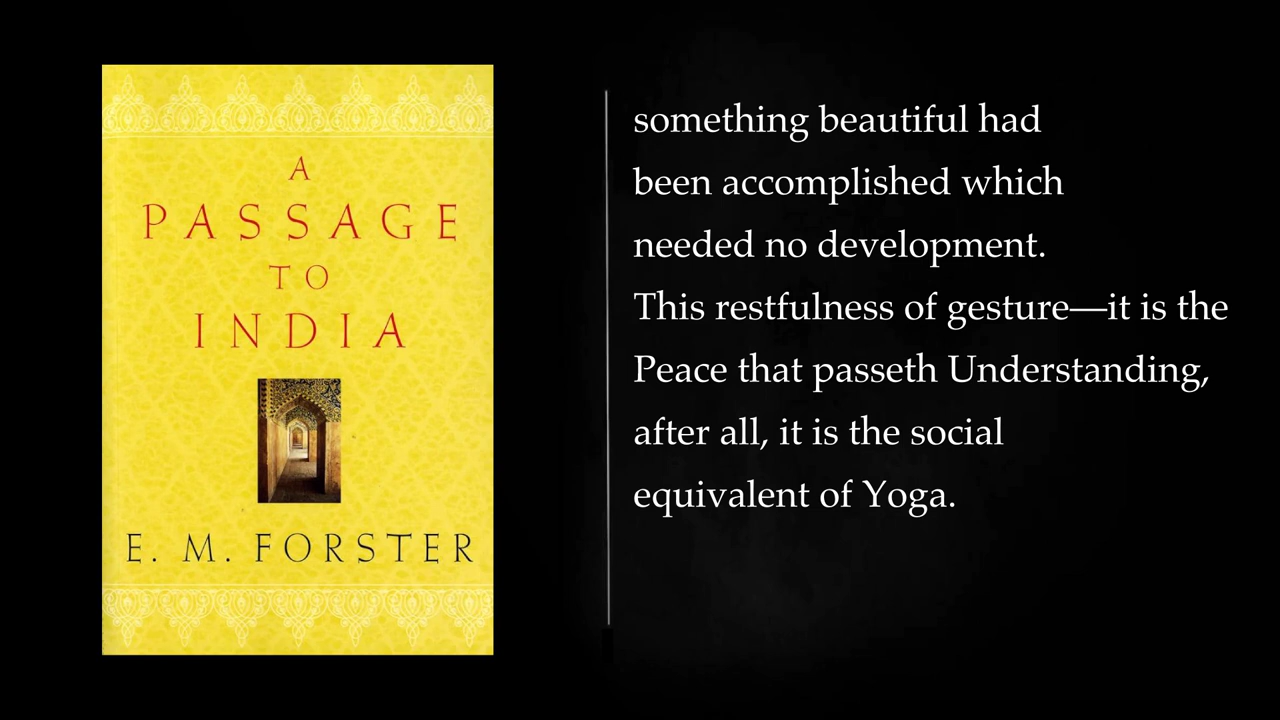 A
PASSAGE
TO
INDIA
E. M. FORSTER
something beautiful had
been accomplished which
needed no development.
This restfulness of gesture—it is the
Peace that passeth Understanding,
after all, it is the social
equivalent of Yoga.